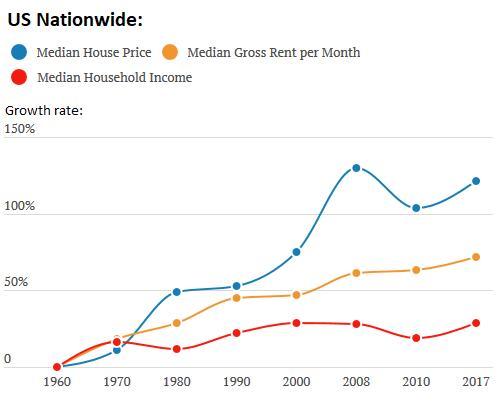 US Nationwide:
Median House Price Median Gross Rent per Month
Median Household Income
Growth rate:
150%
100%
50%
0
1960 1970 1980 1990 2000 2008 2010 2017